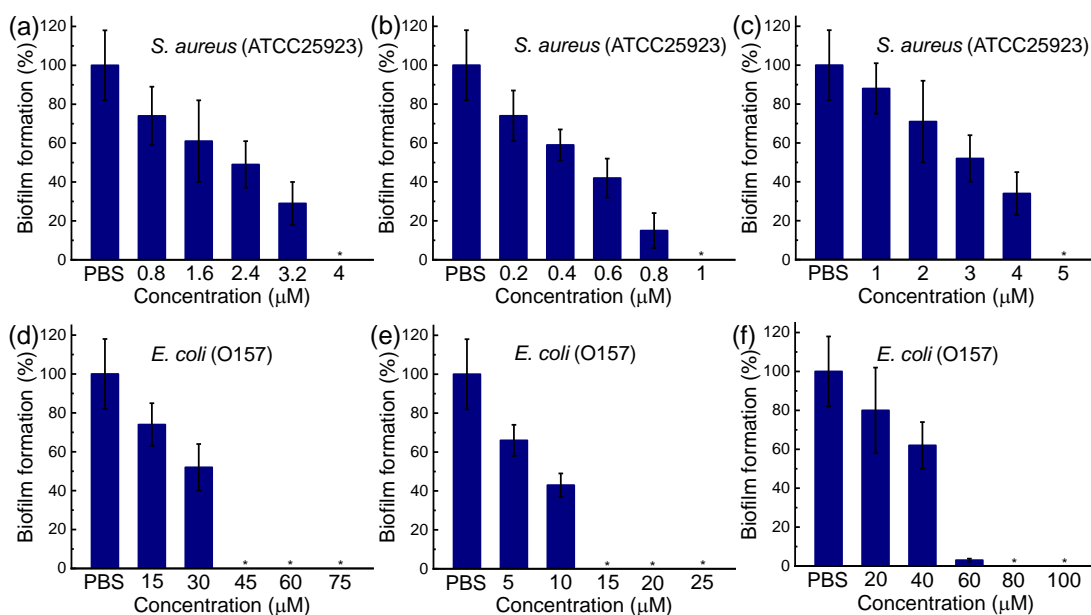 (a)
S. aureus (ATCC25923)
Biofilm formation (%)
120
100
80
60
40
20
0
PBS 0.8 1.6 2.4 3.2 4
*
Concentration (μM)
(b)
S. aureus (ATCC25923)
Biofilm formation (%)
120
100
80
60
40
20
0
PBS 0.2 0.4 0.6 0.8 1
*
Concentration (μM)
(c)
S. aureus (ATCC25923)
Biofilm formation (%)
120
100
80
60
40
20
0
PBS 1 2 3 4 5
*
Concentration (μM)
(d)
E. coli (O157)
Biofilm formation (%)
120
100
80
60
40
20
0
* * *
PBS 15 30 45 60 75
Concentration (μM)
(e)
E. coli (O157)
Biofilm formation (%)
120
100
80
60
40
20
0
* * *
PBS 5 10 15 20 25
Concentration (μM)
(f)
E. coli (O157)
Biofilm formation (%)
120
100
80
60
40
20
0
* *
PBS 20 40 60 80 100
Concentration (μM)